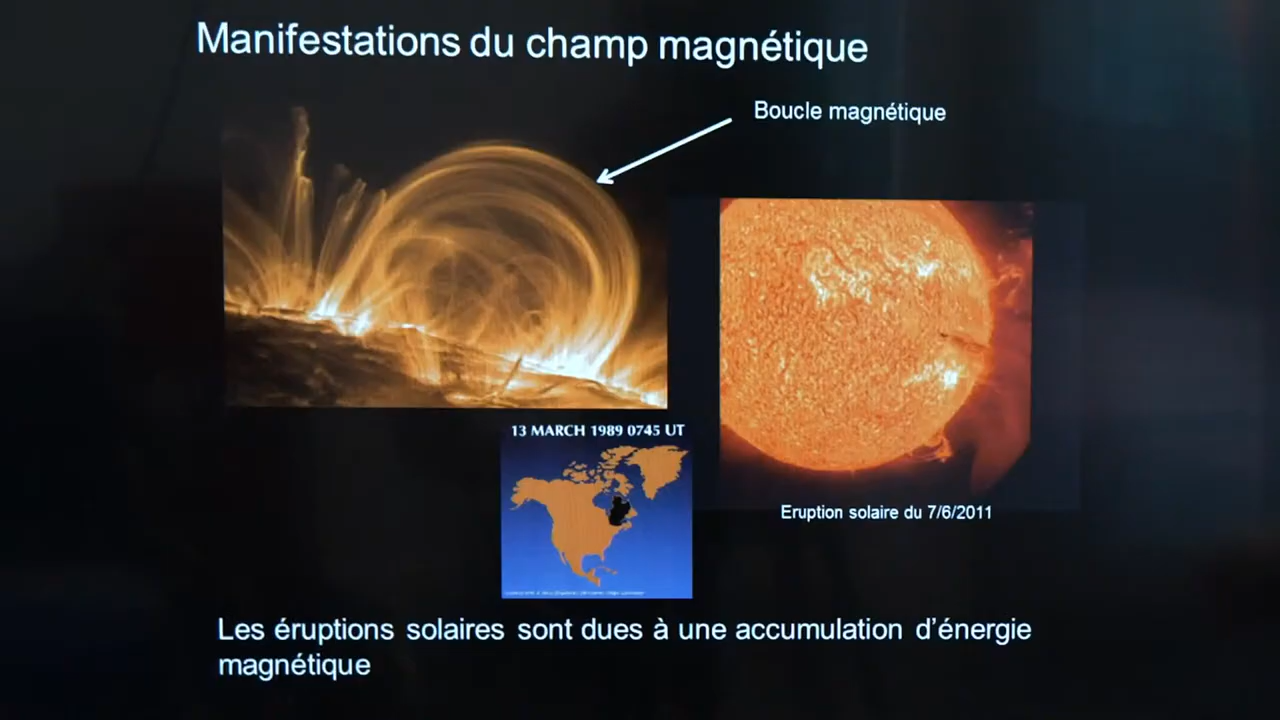 Manifestations du champ magnétique
Boucle magnétique
13 MARCH 1989 0745 UT
Eruption solaire du 7/6/2011
Les éruptions solaires sont dues à une accumulation d'énergie
magnétique